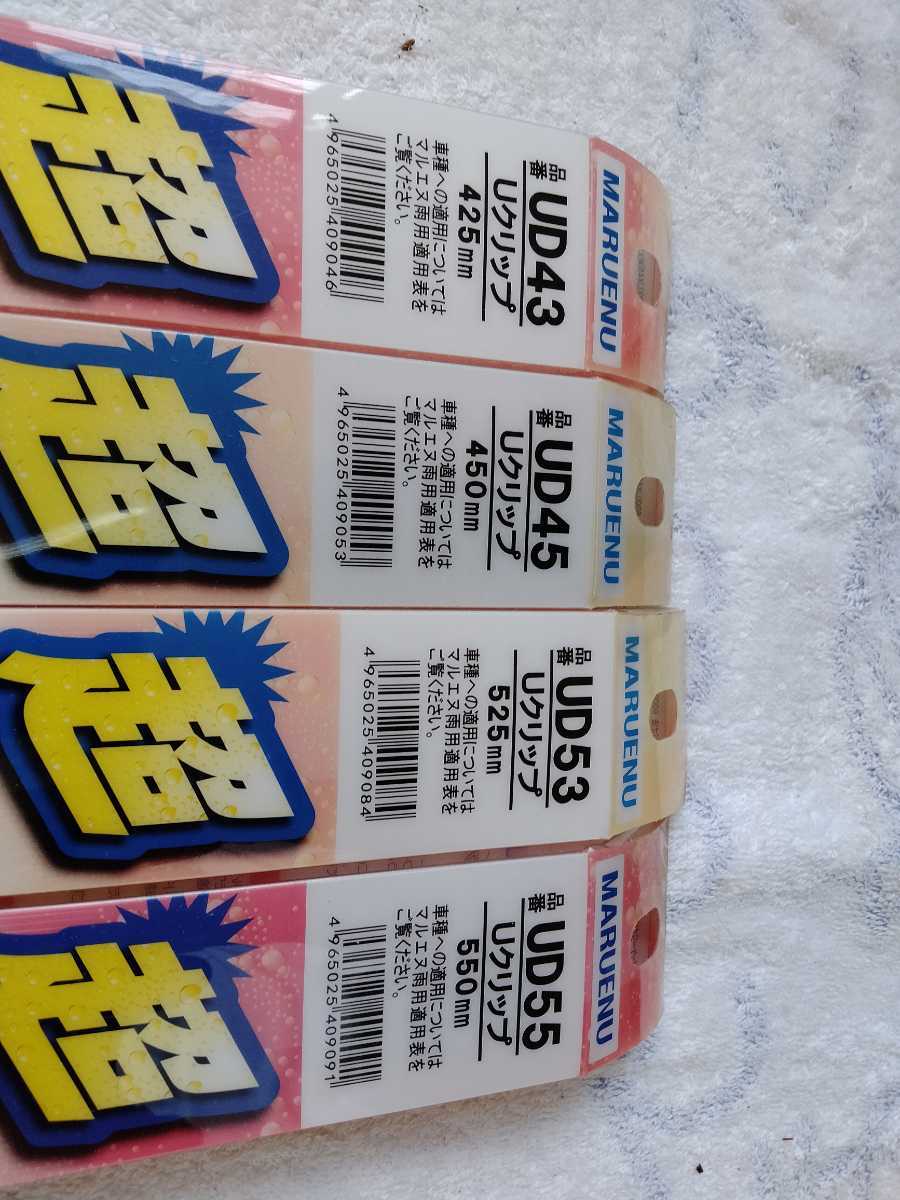 MARUENU
品番 UD43
Uクリップ
425mm
車種への適用については
マルエヌ雨用適用表を
ご覧ください。
4965025409046
超
MARUENU
品番 UD45
Uクリップ
450mm
車種への適用については
マルエヌ雨用適用表を
ご覧ください。
4965025409053
超
MARUENU
品番 UD53
Uクリップ
525mm
車種への適用については
マルエヌ雨用適用表を
ご覧ください。
4965025409084
超
MARUENU
品番 UD55
Uクリップ
550mm
車種への適用については
マルエヌ雨用適用表を
ご覧ください。
4965025409091
超